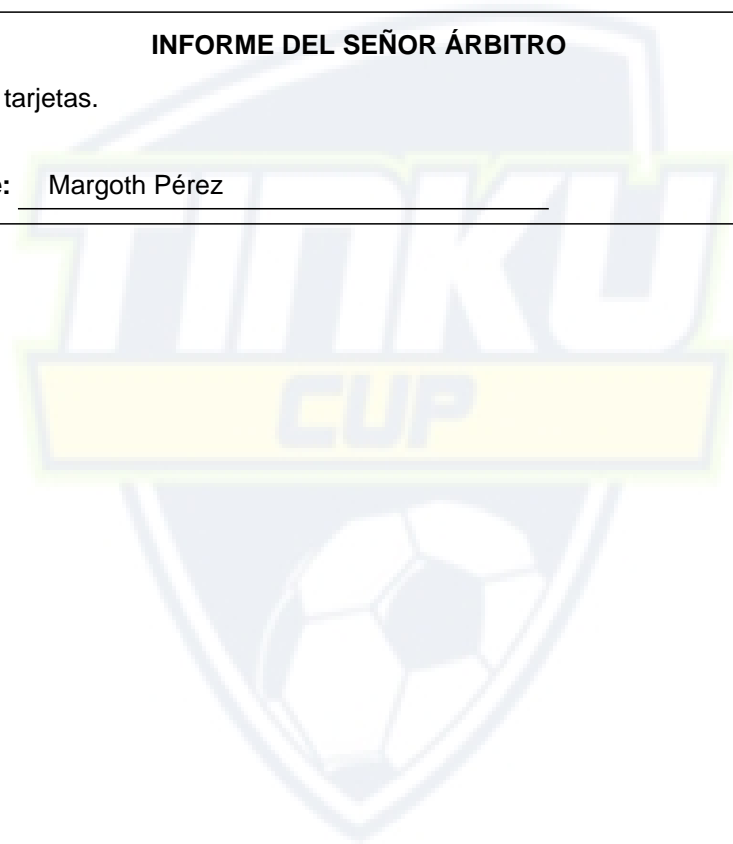 INFORME DEL SEÑOR ÁRBITRO
tarjetas.
: Margoth Pérez
TINKU
CUP